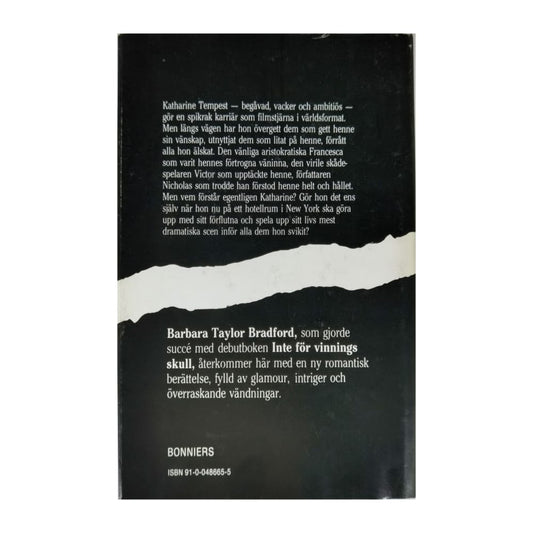 Katharine Tempest — begåvad, vacker och ambitiös —
gör en spikrak karriär som filmstjärna i världsformat.
Men längs vägen har hon övergett dem som gett henne
sin vänskap, utnyttjat dem som litat på henne, förrått
alla hon älskat. Den vänliga aristokratiska Francesca
som varit hennes förtrogna väninna, den virile skåde-
spelaren Victor som upptäckte henne, författaren
Nicholas som trodde han förstod henne helt och hållet.
Men vem förstår egentligen Katharine? Gör hon det ens
själv när hon nu på ett hotellrum i New York ska göra
upp med sitt förflutna och spela upp sitt livs mest
dramatiska scen inför alla dem hon svikit?
Barbara Taylor Bradford, som gjorde
succé med debutboken Inte för vinnings
skull, återkommer här med en ny romantisk
berättelse, fylld av glamour, intriger och
överraskande vändningar.
BONNIERS
ISBN 91-0-048665-5